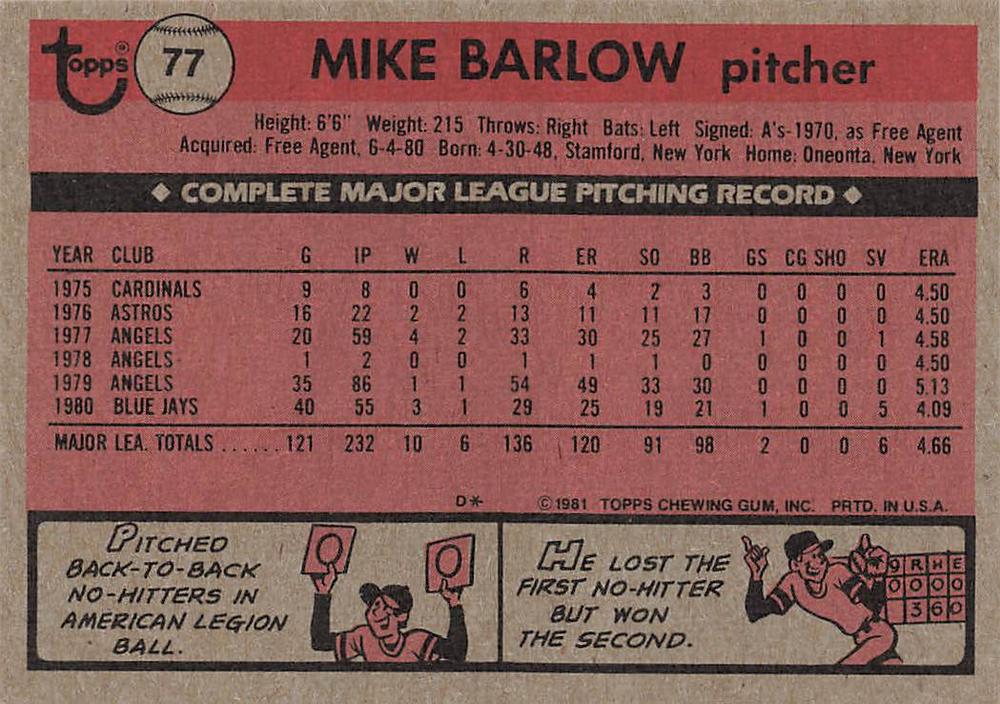 topps® 77 MIKE BARLOW pitcher
Height: 6'6" Weight: 215 Throws: Right Bats: Left Signed: A's-1970, as Free Agent
Acquired: Free Agent, 6-4-80 Born: 4-30-48, Stamford, New York Home: Oneonta, New York
◆ COMPLETE MAJOR LEAGUE PITCHING RECORD ◆
YEAR CLUB G IP W L R ER SO BB GS CG SHO SV ERA
1975 CARDINALS 9 8 0 0 6 4 2 3 0 0 0 0 4.50
1976 ASTROS 16 22 2 2 13 11 11 17 0 0 0 0 4.50
1977 ANGELS 20 59 4 2 33 30 25 27 1 0 0 1 4.58
1978 ANGELS 1 2 0 0 1 1 1 0 0 0 0 0 4.50
1979 ANGELS 35 86 1 1 54 49 33 30 0 0 0 0 5.13
1980 BLUE JAYS 40 55 3 1 29 25 19 21 1 0 0 5 4.09
MAJOR LEA. TOTALS ...... 121 232 10 6 136 120 91 98 2 0 0 6 4.66
D* ©1981 TOPPS CHEWING GUM, INC. PRTD. IN U.S.A.
PITCHED
BACK-TO-BACK
NO-HITTERS IN
AMERICAN LEGION
BALL.
0 0
HE LOST THE
FIRST NO-HITTER
BUT WON
THE SECOND.
9 R H E
0 0 0 0
3 6 0